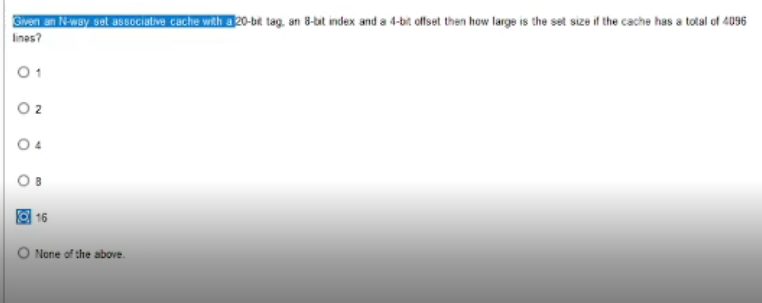 Given an N-way set associative cache with a 20-bit tag, an 8-bit index and a 4-bit offset then how large is the set size if the cache has a total of 4096
lines?
1
2
4
8
16
None of the above.